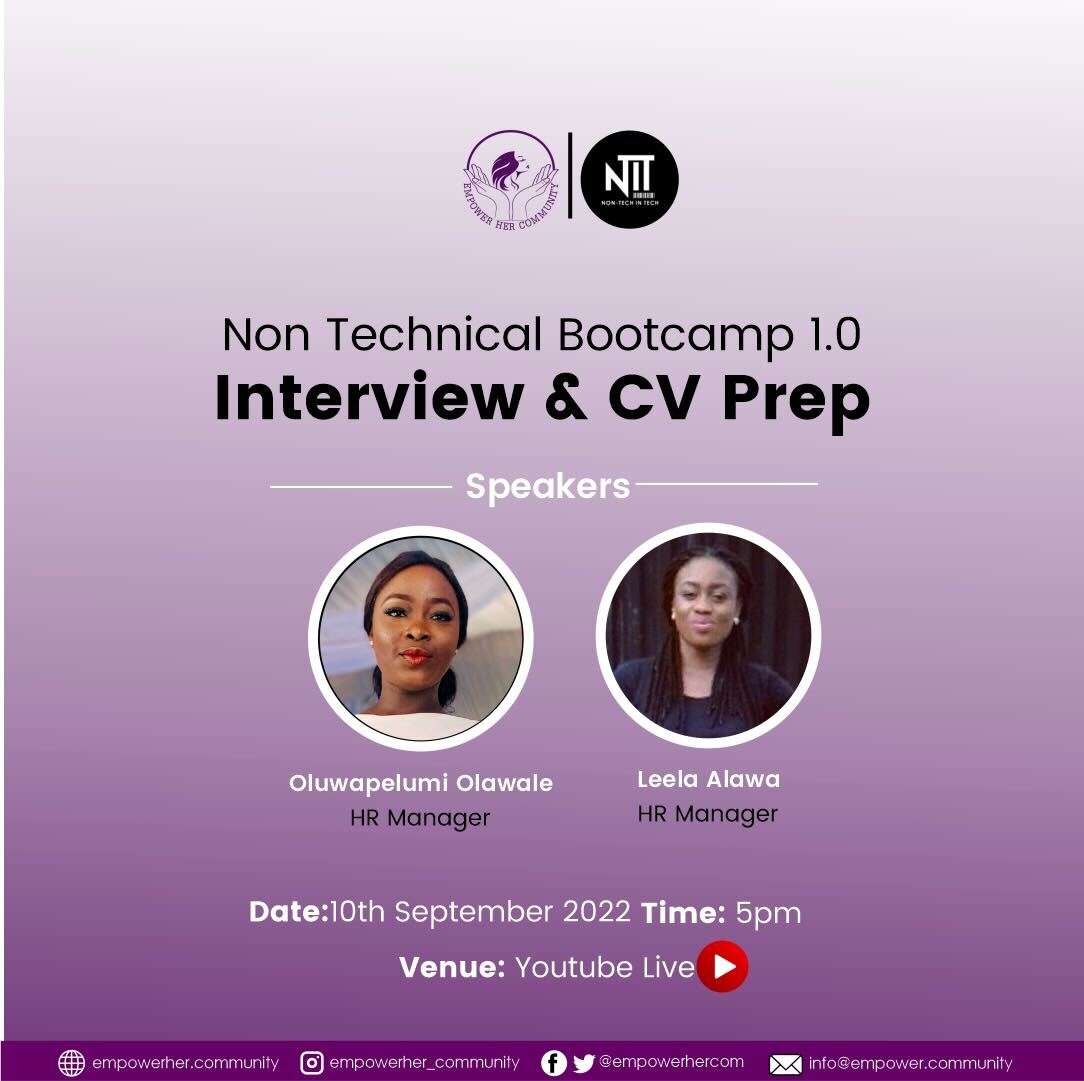 EMPOWER HER COMMUNITY
NTIT
NON-TECH IN TECH
Non Technical Bootcamp 1.0
Interview & CV Prep
Speakers
Oluwapelumi Olawale
HR Manager
Leela Alawa
HR Manager
Date:10th September 2022 Time: 5pm
Venue: Youtube Live
empowerher.community empowerher_community @empowerhercom info@empower.community